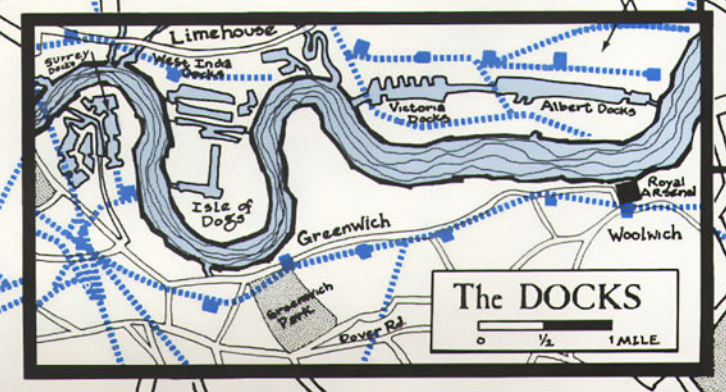 Limehouse
Surrey
Docks
West India
Docks
Victoria
Docks
Albert Docks
Isle of
Dogs
Royal
Arsenal
Greenwich
Woolwich
Greenwich
Park
Dover Rd.
The DOCKS
0 ½ 1 MILE